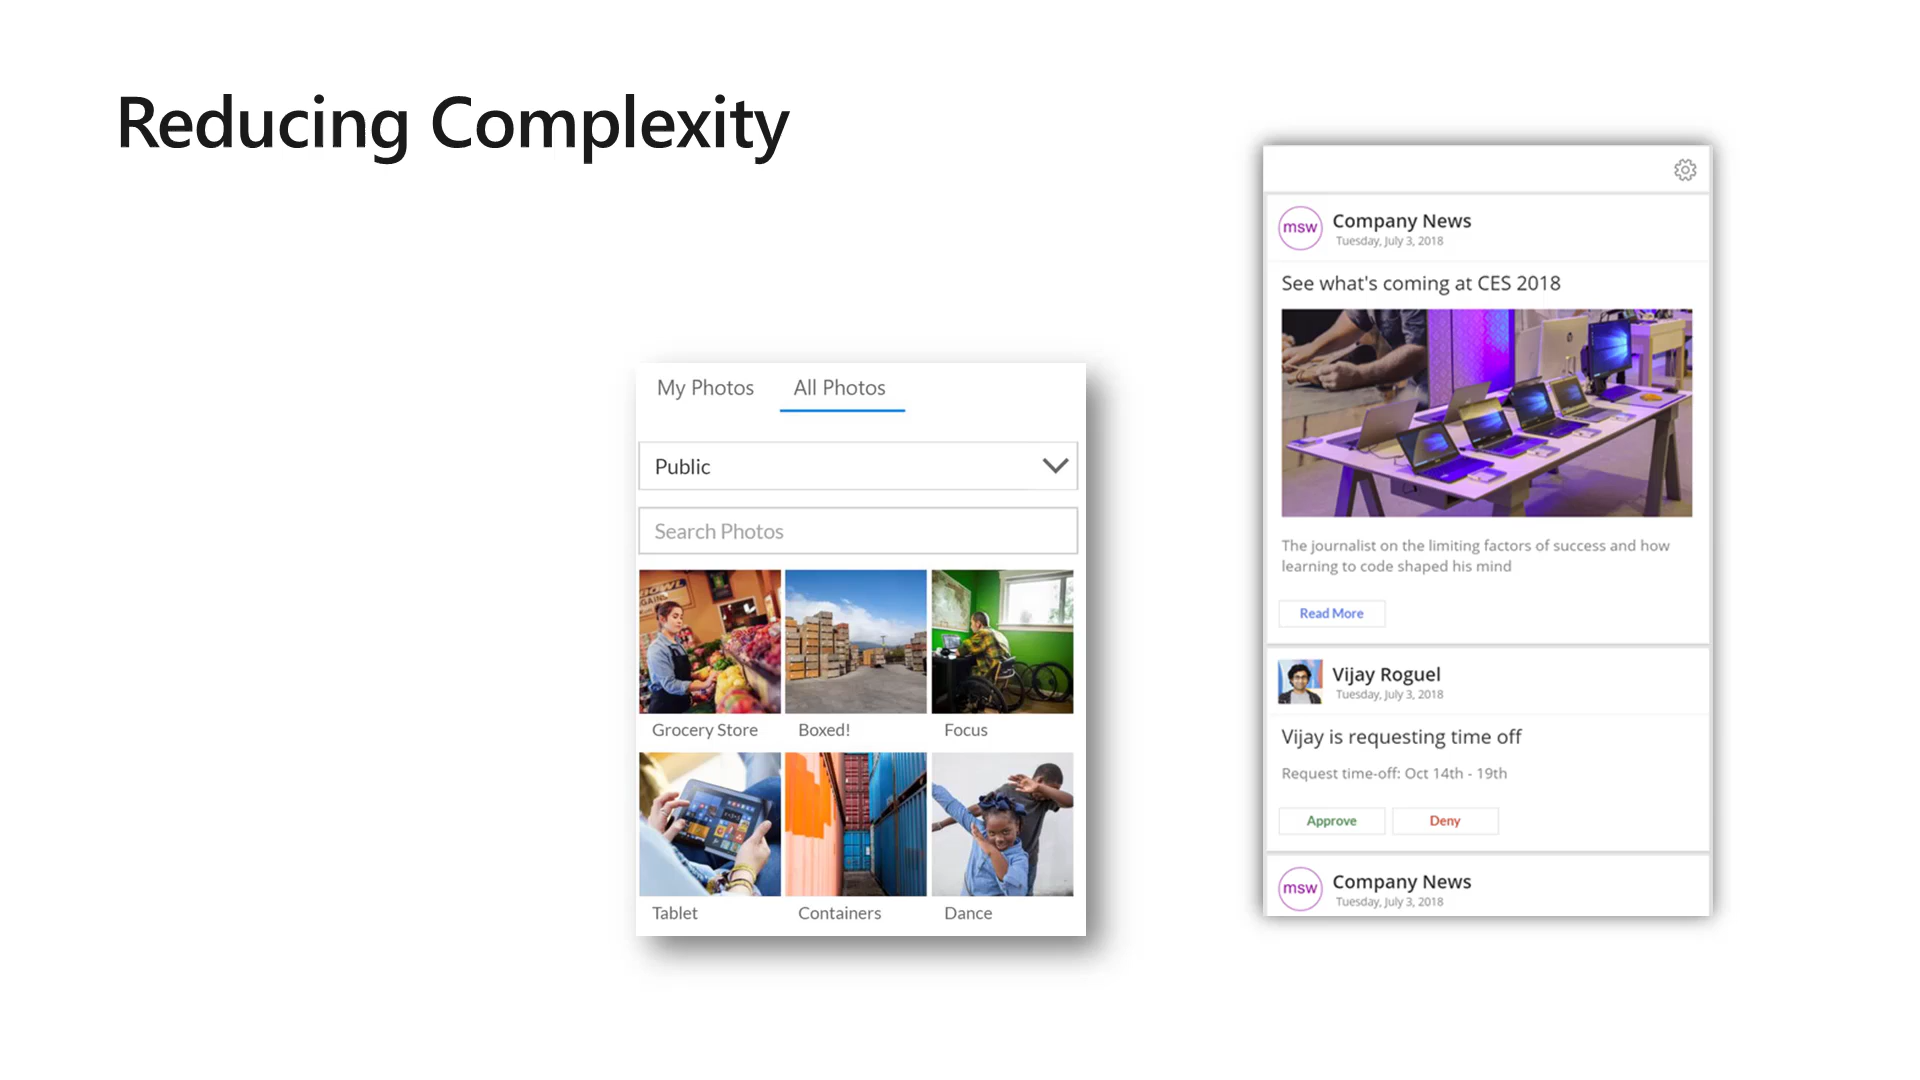 Reducing Complexity
My Photos
All Photos
Public
Search Photos
Grocery Store
Boxed!
Focus
Tablet
Containers
Dance
msw
Company News
Tuesday, July 3, 2018
See what's coming at CES 2018
The journalist on the limiting factors of success and how
learning to code shaped his mind
Read More
Vijay Roguel
Tuesday, July 3, 2018
Vijay is requesting time off
Request time-off: Oct 14th - 19th
Approve
Deny
msw
Company News
Tuesday, July 3, 2018